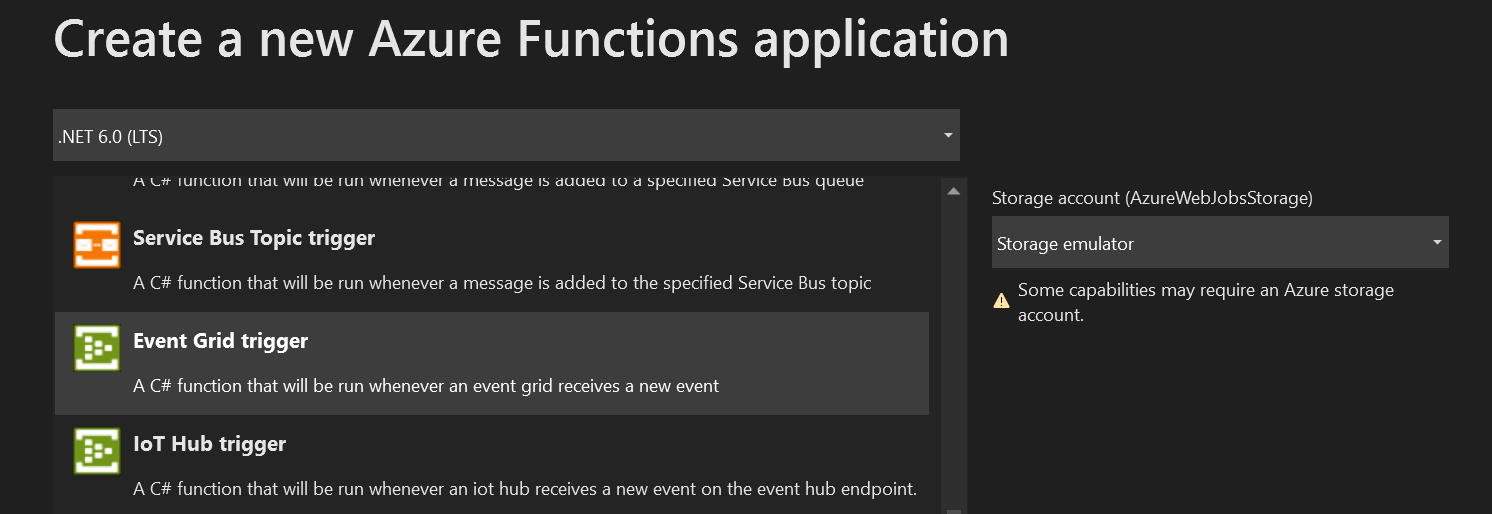 Create a new Azure Functions application
.NET 6.0 (LTS)
A C# function that will be run whenever a message is added to a specified Service Bus queue
Service Bus Topic trigger
A C# function that will be run whenever a message is added to the specified Service Bus topic
Event Grid trigger
A C# function that will be run whenever an event grid receives a new event
IoT Hub trigger
A C# function that will be run whenever an iot hub receives a new event on the event hub endpoint.
Storage account (AzureWebJobsStorage)
Storage emulator
Some capabilities may require an Azure storage
account.